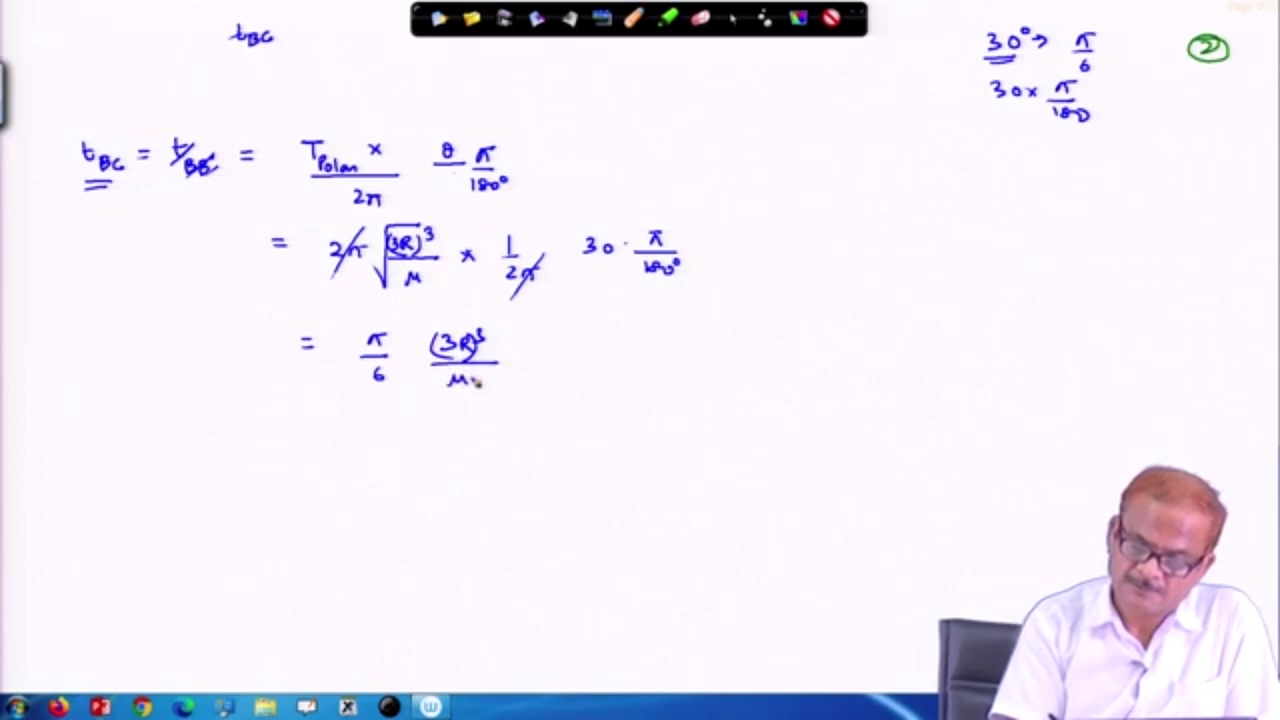 t_BC
30° → π/6
②
30 × π/180
t_BC = = T_Polar × / 2π θ π/180°
= 2π √((3R)^3/μ) × 1/2π 30 · π/180°
= π/6 (3R)^3/μ